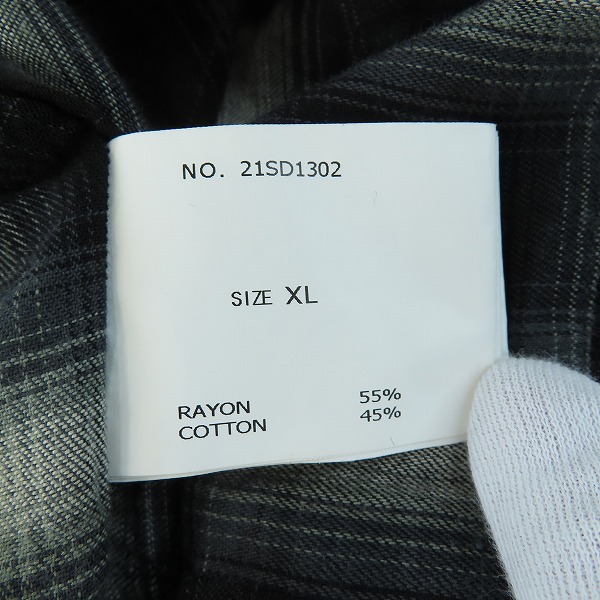 NO. 21SD1302
SIZE XL
RAYON 55%
COTTON 45%